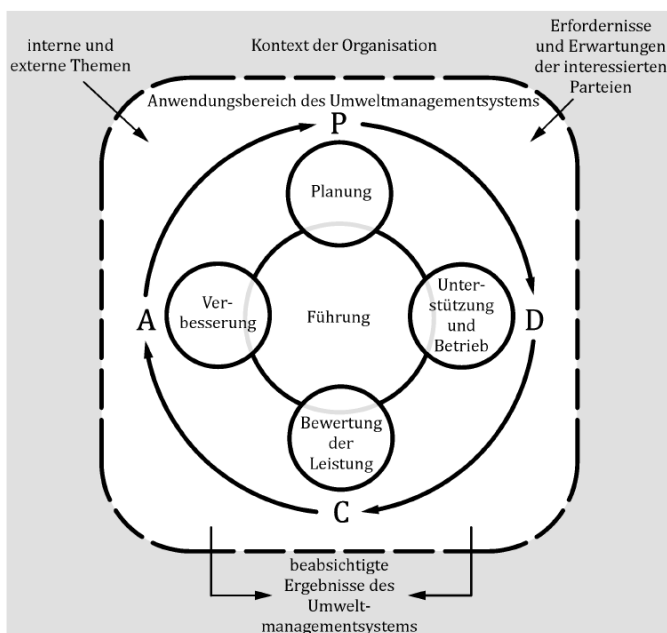 interne und
externe Themen
Kontext der Organisation
Erfordernisse
und Erwartungen
der interessierten
Parteien
Anwendungsbereich des Umweltmanagementsystems
P
Planung
A
Ver-
besserung
Führung
Unter-
stützung
und
Betrieb
D
Bewertung
der
Leistung
C
beabsichtigte
Ergebnisse des
Umwelt-
managementsystems